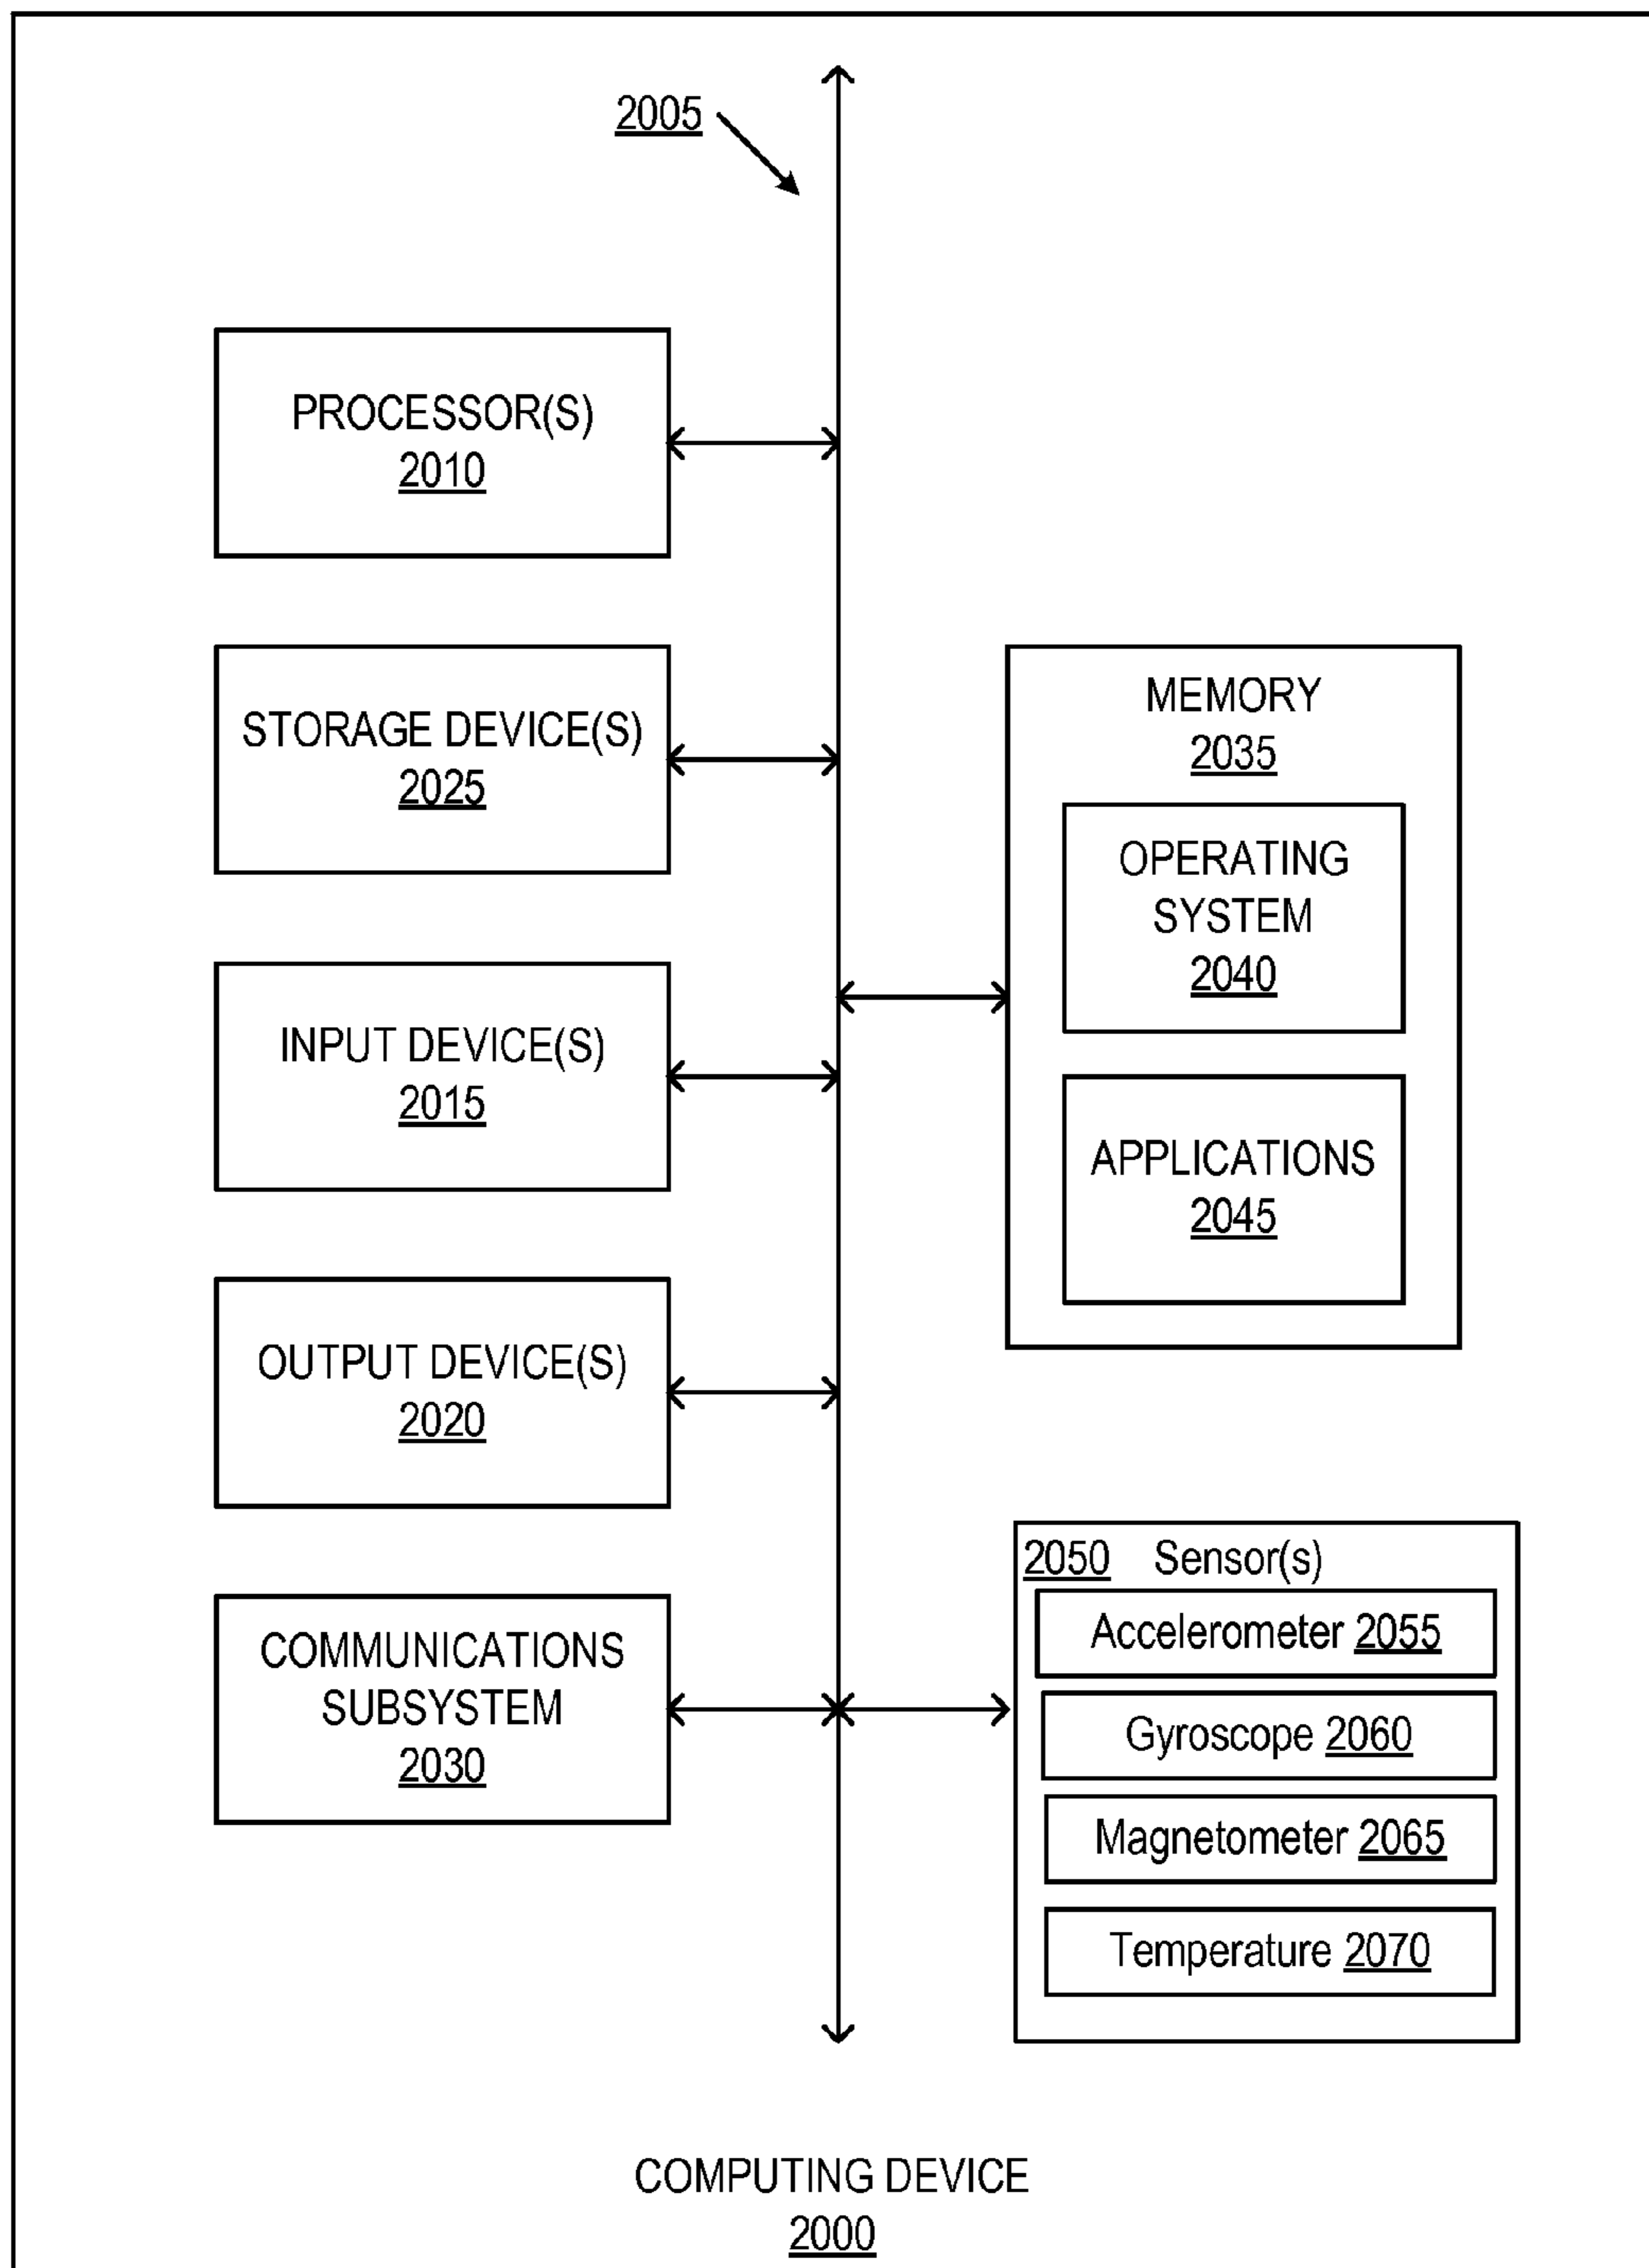 2005
PROCESSOR(S)
2010
STORAGE DEVICE(S)
2025
INPUT DEVICE(S)
2015
OUTPUT DEVICE(S)
2020
COMMUNICATIONS
SUBSYSTEM
2030
MEMORY
2035
OPERATING
SYSTEM
2040
APPLICATIONS
2045
2050 Sensor(s)
Accelerometer 2055
Gyroscope 2060
Magnetometer 2065
Temperature 2070
COMPUTING DEVICE
2000